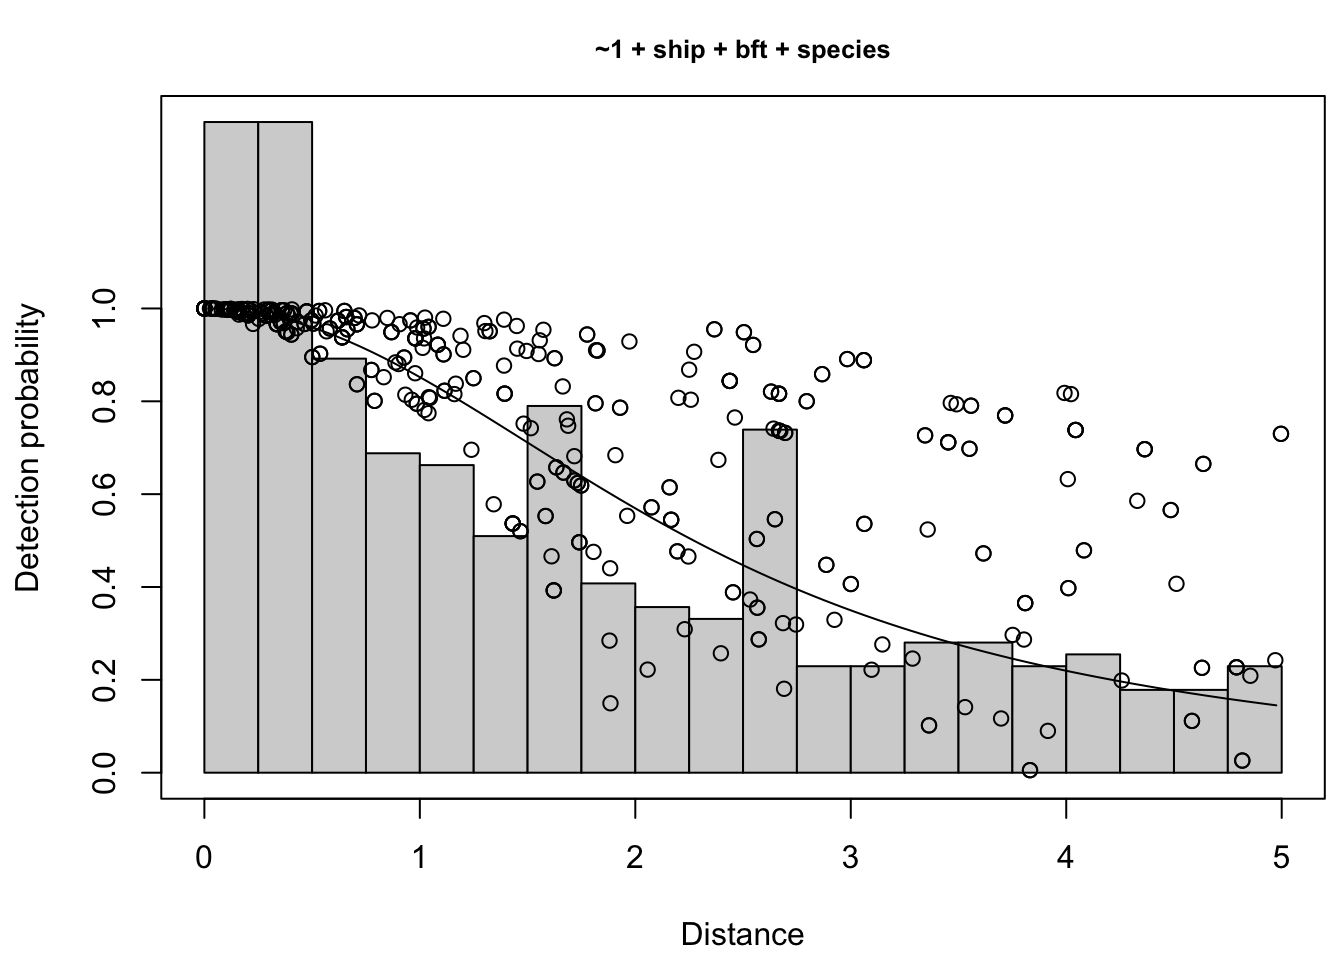 ~1 + ship + bft + species
Detection probability
1.0
0.8
0.6
0.4
0.2
0.0
0 1 2 3 4 5
Distance